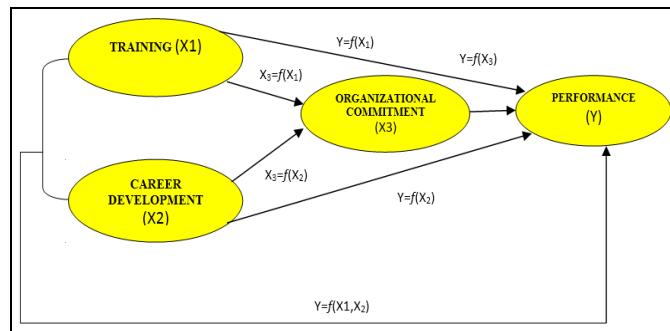 TRAINING (X1)
Y=f(X₁)
Y=f(X₃)
X₃=f(X₁)
ORGANIZATIONAL
COMMITMENT
(X3)
PERFORMANCE
(Y)
CAREER
DEVELOPMENT
(X2)
X₃=f(X₂)
Y=f(X₂)
Y=f(X1,X₂)